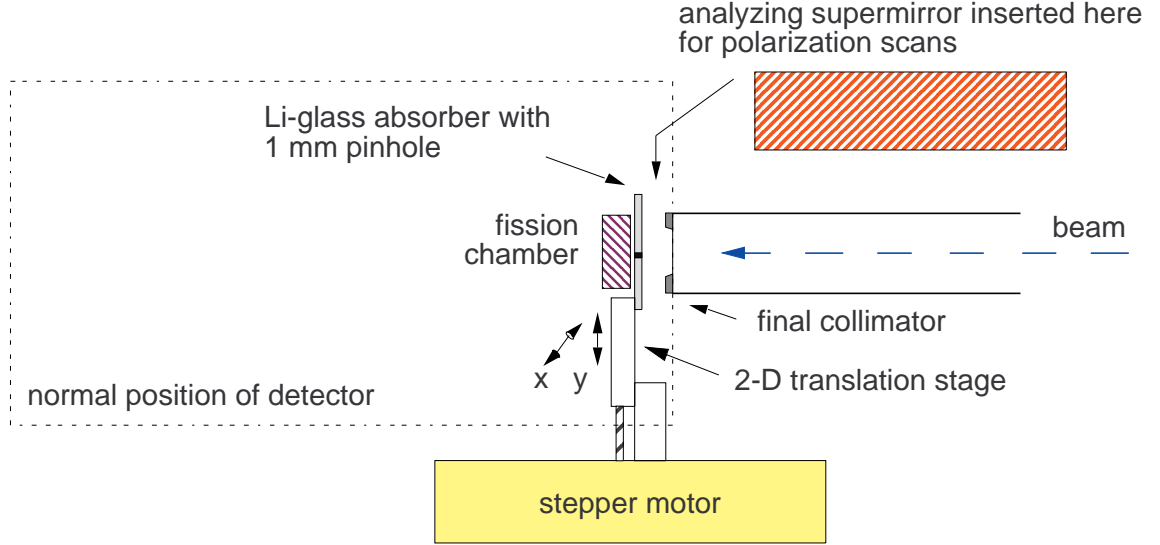 analyzing supermirror inserted here
for polarization scans
Li-glass absorber with
1 mm pinhole
fission
chamber
beam
final collimator
x
y
2-D translation stage
normal position of detector
stepper motor